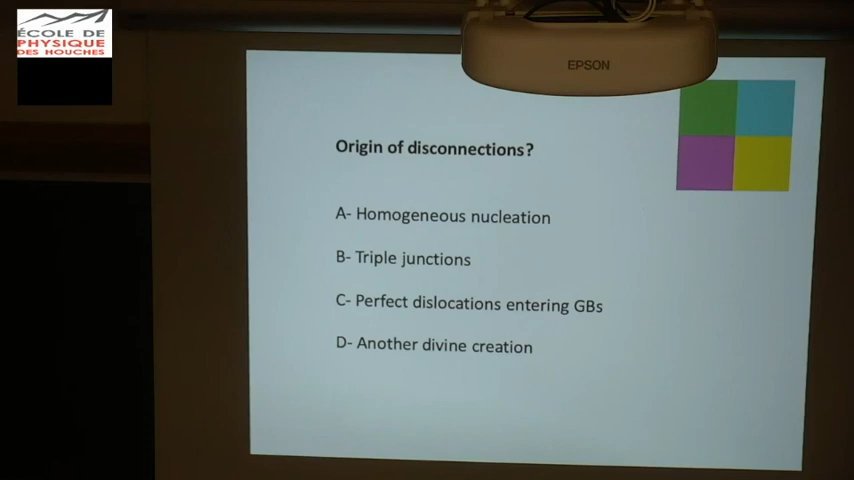 ÉCOLE DE
PHYSIQUE
DES HOUCHES
EPSON
Origin of disconnections?
A- Homogeneous nucleation
B- Triple junctions
C- Perfect dislocations entering GBs
D- Another divine creation